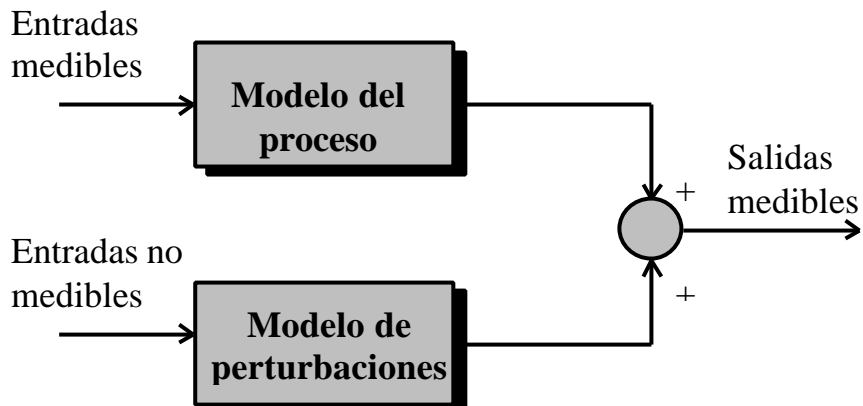 Entradas
medibles
Modelo del
proceso
+
Salidas
medibles
Entradas no
medibles
+
Modelo de
perturbaciones